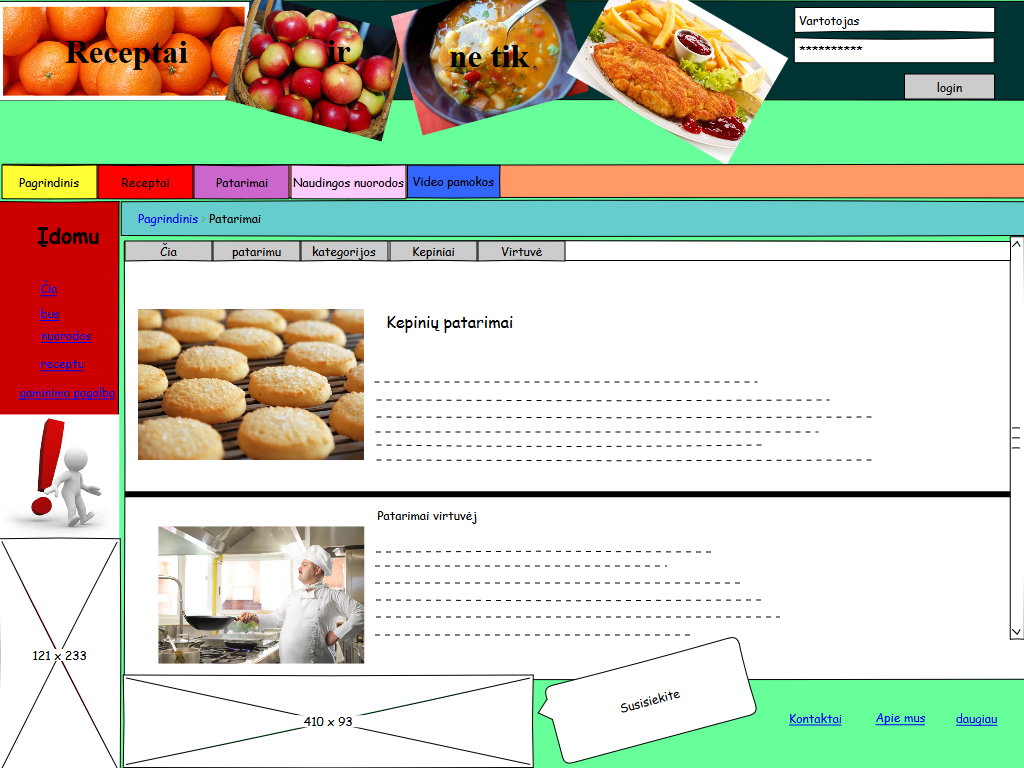 Receptai ir ne tik
Vartotojas
**********
login
Pagrindinis Receptai Patarimai Naudingos nuorodos Video pamokos
Įdomu
Čia
bus
nuorodos
receptu
gaminimo pagalba
Pagrindinis > Patarimai
Čia patarimu kategorijos Kepiniai Virtuvė
Kepinių patarimai
Patarimai virtuvėj
121 x 233
410 x 93
Susisiekite
Kontaktai Apie mus daugiau